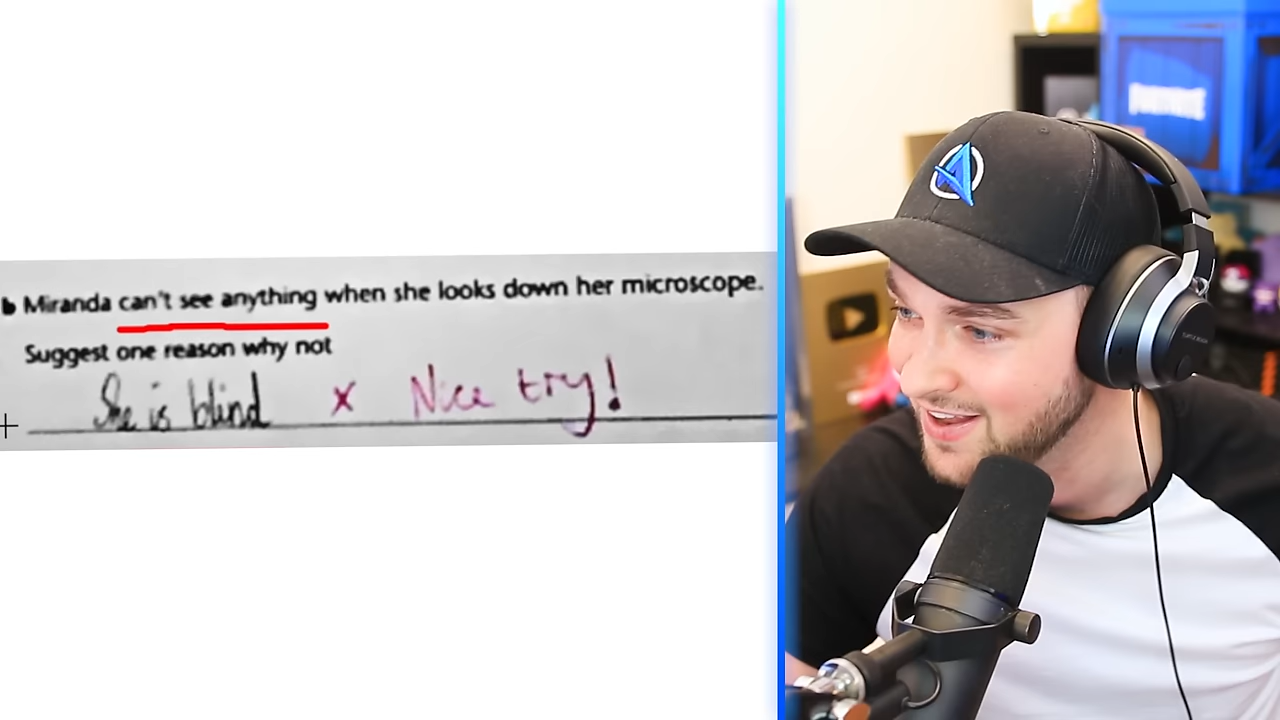 b Miranda can't see anything when she looks down her microscope.
Suggest one reason why not
She is blind x Nice try!
FORTNITE